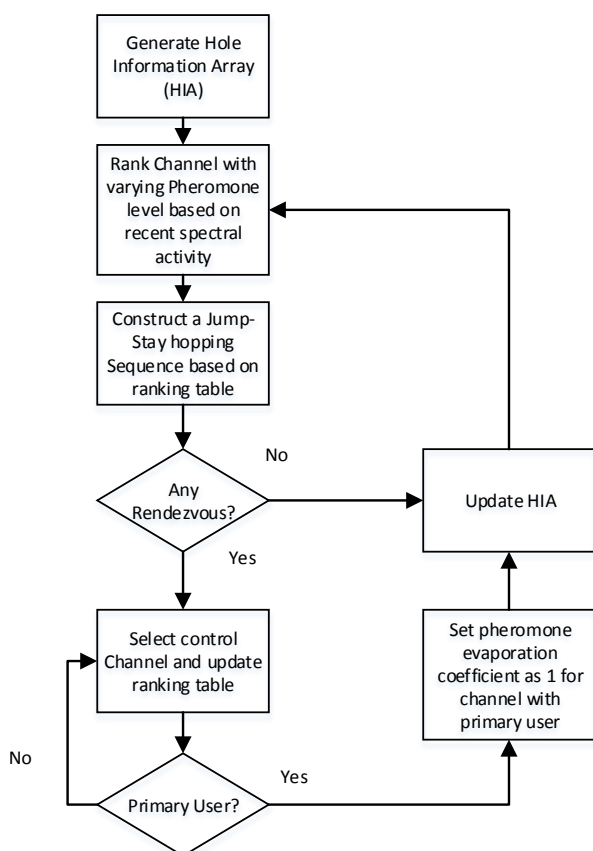 Generate Hole
Information Array
(HIA)
Rank Channel with
varying Pheromone
level based on
recent spectral
activity
Construct a Jump-
Stay hopping
Sequence based on
ranking table
No
Any
Rendezvous?
Update HIA
Yes
Select control
Channel and update
ranking table
Set pheromone
evaporation
coefficient as 1 for
channel with
primary user
No
Yes
Primary User?